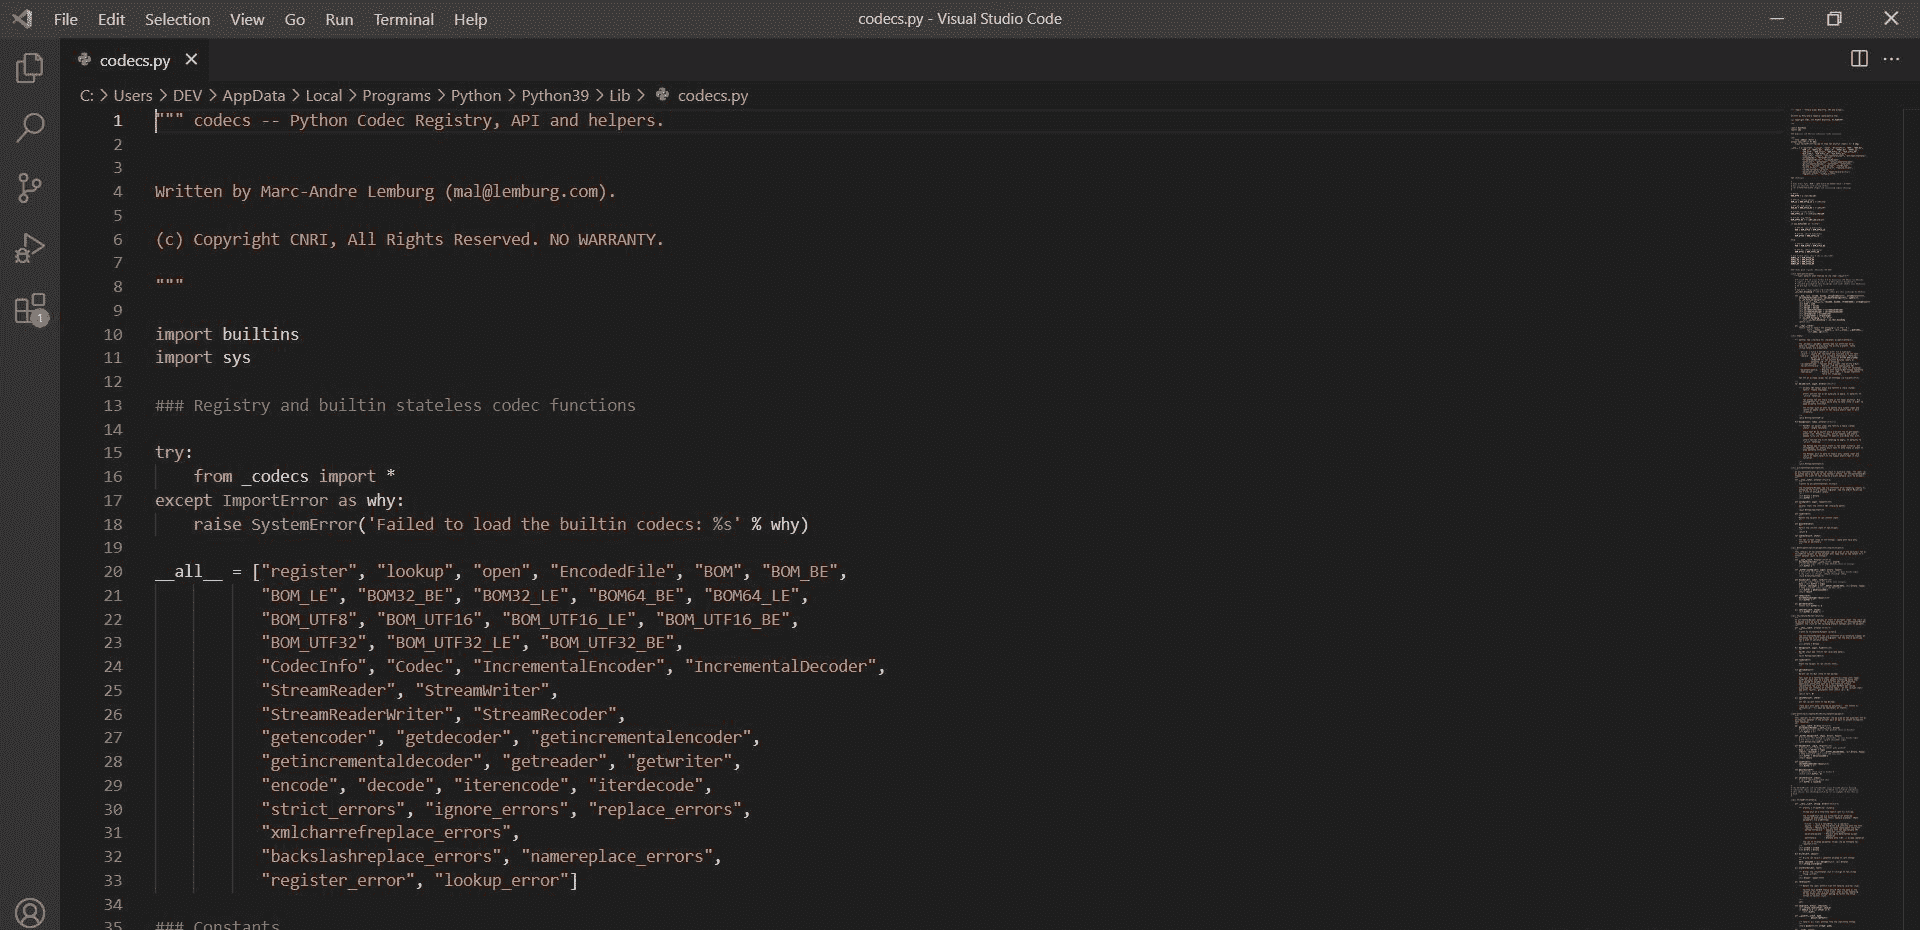 File Edit Selection View Go Run Terminal Help codecs.py - Visual Studio Code
codecs.py
C: > Users > DEV > AppData > Local > Programs > Python > Python39 > Lib > codecs.py
1 """ codecs -- Python Codec Registry, API and helpers.
2
3
4 Written by Marc-Andre Lemburg (mal@lemburg.com).
5
6 (c) Copyright CNRI, All Rights Reserved. NO WARRANTY.
7
8 """
9
10 import builtins
11 import sys
12
13 ### Registry and builtin stateless codec functions
14
15 try:
16     from _codecs import *
17 except ImportError as why:
18     raise SystemError('Failed to load the builtin codecs: %s' % why)
19
20 __all__ = ["register", "lookup", "open", "EncodedFile", "BOM", "BOM_BE",
21            "BOM_LE", "BOM32_BE", "BOM32_LE", "BOM64_BE", "BOM64_LE",
22            "BOM_UTF8", "BOM_UTF16", "BOM_UTF16_LE", "BOM_UTF16_BE",
23            "BOM_UTF32", "BOM_UTF32_LE", "BOM_UTF32_BE",
24            "CodecInfo", "Codec", "IncrementalEncoder", "IncrementalDecoder",
25            "StreamReader", "StreamWriter",
26            "StreamReaderWriter", "StreamRecoder",
27            "getencoder", "getdecoder", "getincrementalencoder",
28            "getincrementaldecoder", "getreader", "getwriter",
29            "encode", "decode", "iterencode", "iterdecode",
30            "strict_errors", "ignore_errors", "replace_errors",
31            "xmlcharrefreplace_errors",
32            "backslashreplace_errors", "namereplace_errors",
33            "register_error", "lookup_error"]
34
35 ### Constants
1